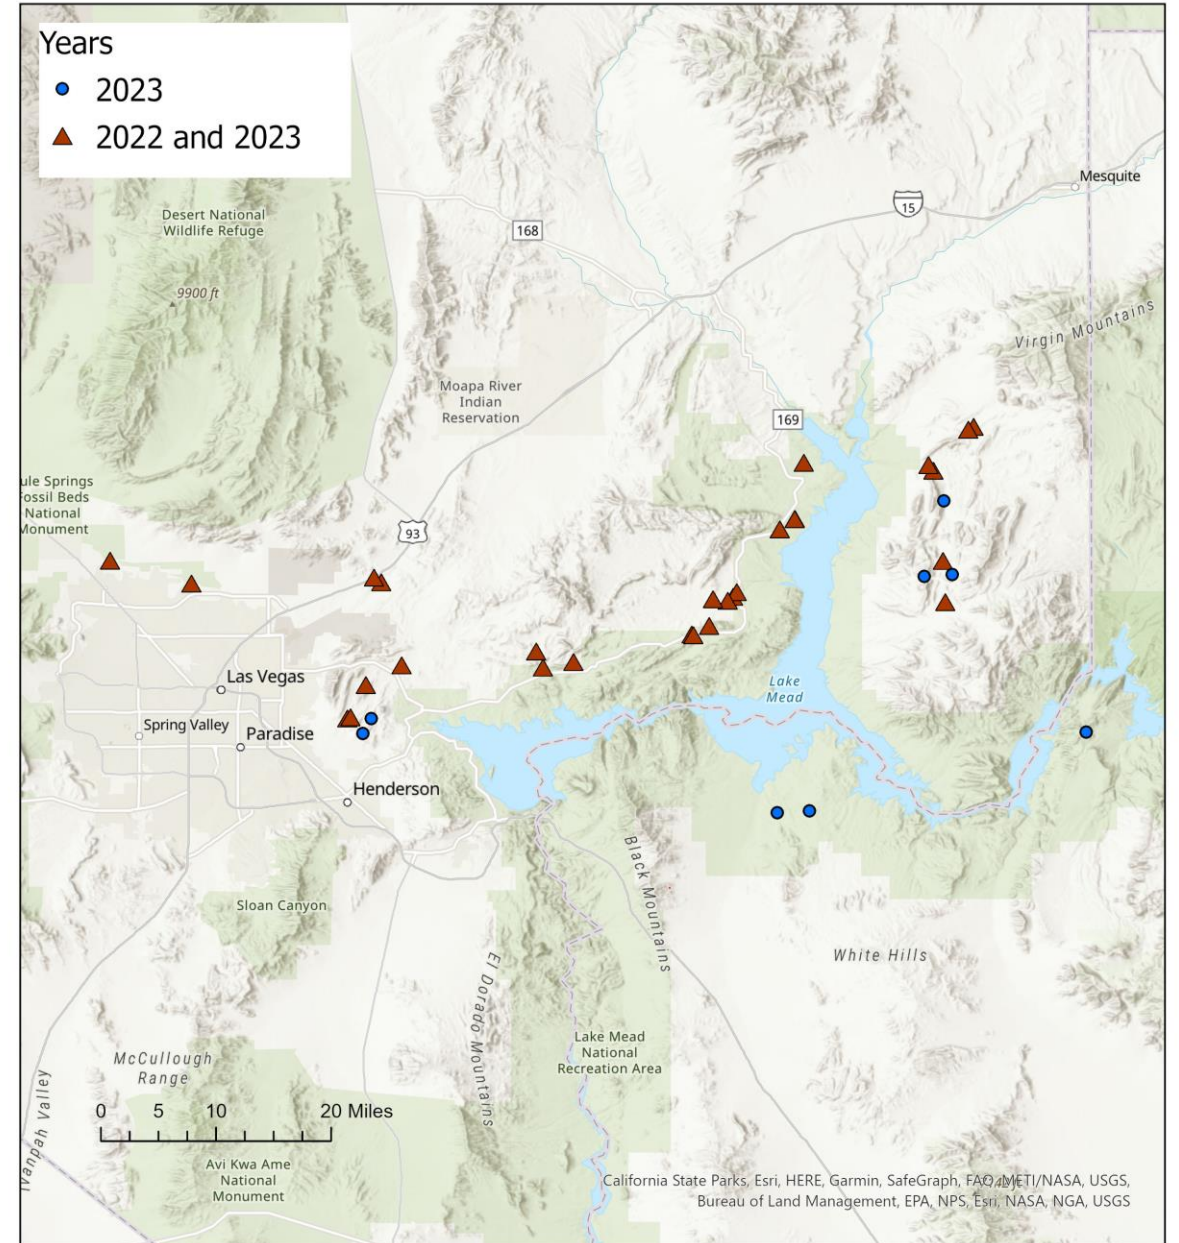 Years
2023
2022 and 2023
Mesquite
15
Desert National
Wildlife Refuge
168
9900 ft
Virgin Mountains
Moapa River
Indian
Reservation
169
ule Springs
Fossil Beds
National
Monument
93
Las Vegas
Lake
Mead
Spring Valley
Paradise
Henderson
Black Mountains
Sloan Canyon
White Hills
El Dorado Mountains
Lake Mead
National
Recreation Area
McCullough
Range
Ivanpah Valley
0 5 10 20 Miles
Avi Kwa Ame
National
Monument
California State Parks, Esri, HERE, Garmin, SafeGraph, FAO, METI/NASA, USGS,
Bureau of Land Management, EPA, NPS, Esri, NASA, NGA, USGS